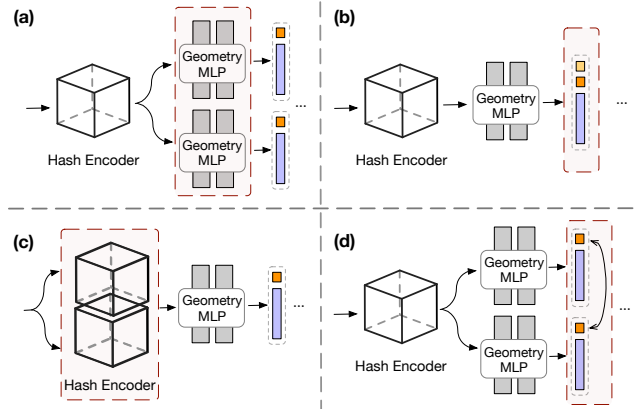 (a)
Geometry
MLP
Geometry
MLP
...
Hash Encoder
(b)
Geometry
MLP
...
Hash Encoder
(c)
Geometry
MLP
...
Hash Encoder
(d)
Geometry
MLP
...
Geometry
MLP
Hash Encoder